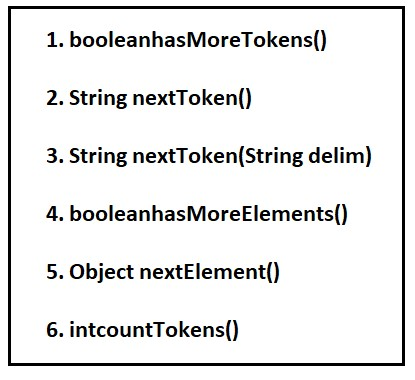 1. booleanhasMoreTokens()
2. String nextToken()
3. String nextToken(String delim)
4. booleanhasMoreElements()
5. Object nextElement()
6. intcountTokens()